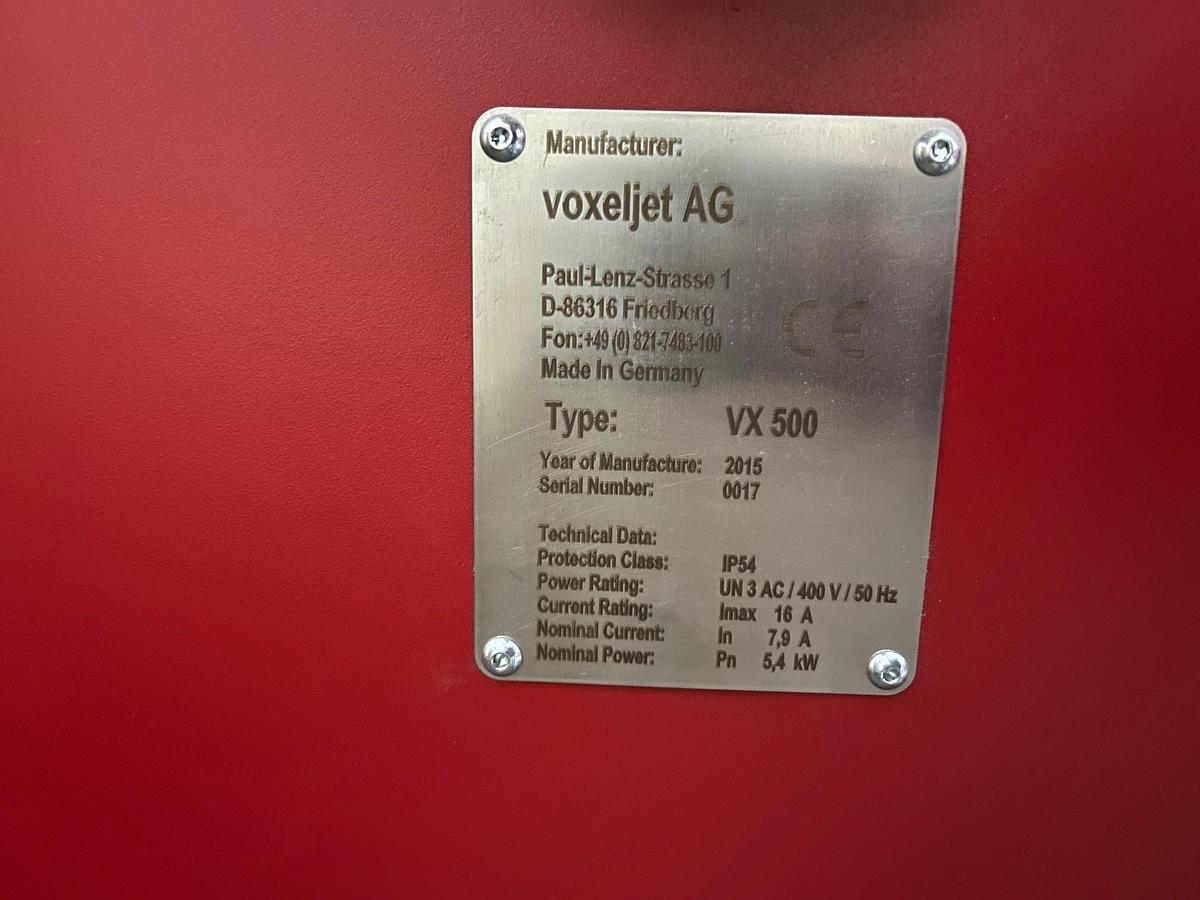 Manufacturer:
voxeljet AG
Paul-Lenz-Strasse 1
D-86316 Friedberg
Fon:+49 (0) 821-7483-100
CE
Made In Germany
Type: VX 500
Year of Manufacture: 2015
Serial Number: 0017
Technical Data:
Protection Class: IP54
Power Rating: UN 3 AC / 400 V / 50 Hz
Current Rating: Imax 16 A
Nominal Current: In 7,9 A
Nominal Power: Pn 5,4 kW